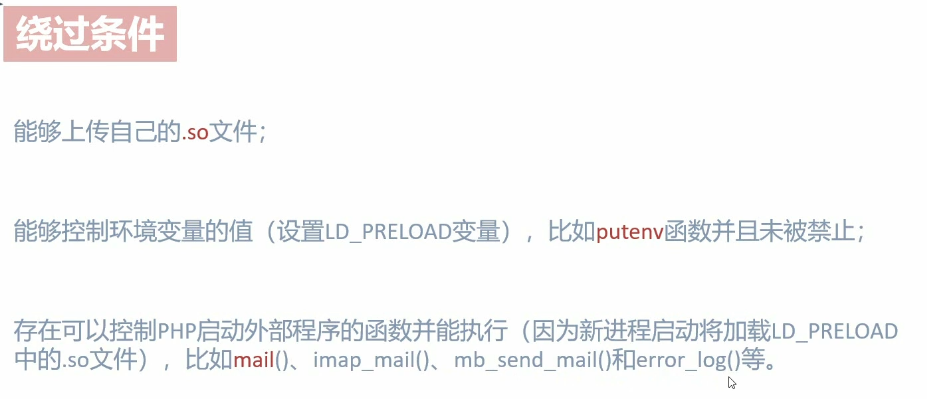 绕过条件
能够上传自己的.so文件；
能够控制环境变量的值（设置LD_PRELOAD变量），比如putenv函数并且未被禁止；
存在可以控制PHP启动外部程序的函数并能执行（因为新进程启动将加载LD_PRELOAD
中的.so文件），比如mail()、imap_mail()、mb_send_mail()和error_log()等。